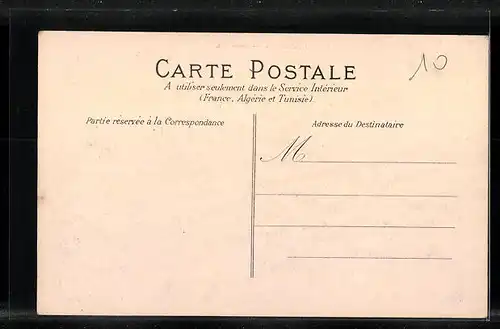 10
CARTE POSTALE
A utiliser seulement dans le Service Intérieur
(France, Algérie et Tunisie).
Partie réservée à la Correspondance
Adresse du Destinataire
M